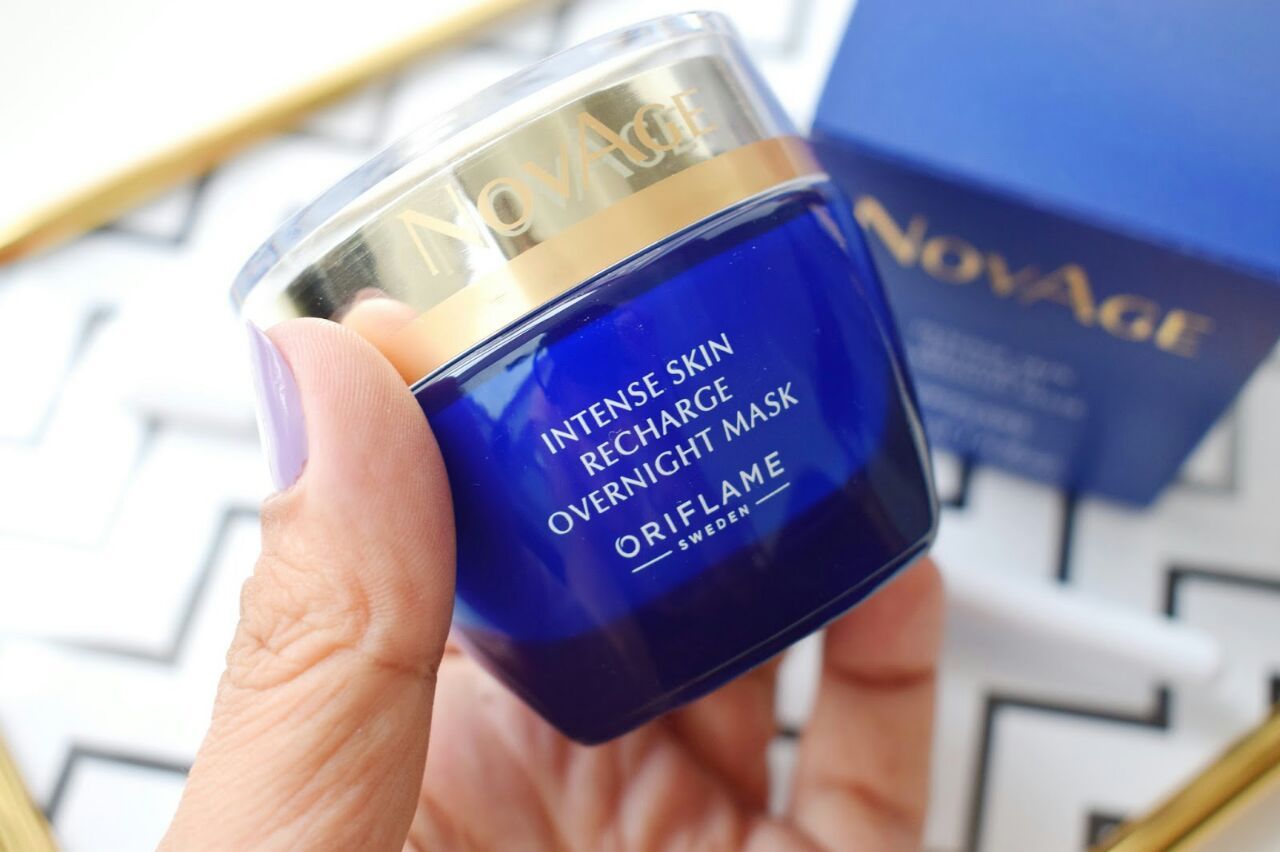 NOVAGE
INTENSE SKIN
RECHARGE
OVERNIGHT MASK
ORIFLAME
SWEDEN
NOVAGE